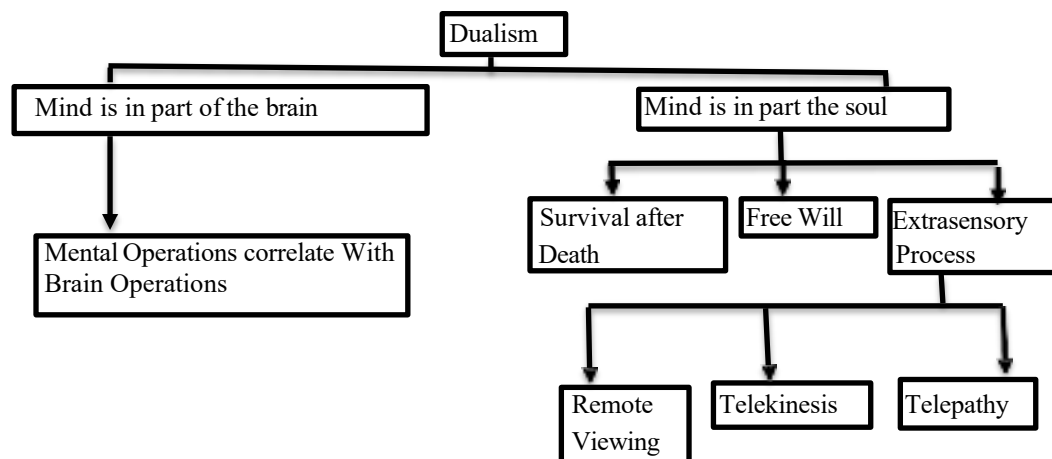 Dualism
Mind is in part of the brain
Mind is in part the soul
Survival after
Death
Free Will
Extrasensory
Process
Mental Operations correlate With
Brain Operations
Remote
Viewing
Telekinesis
Telepathy